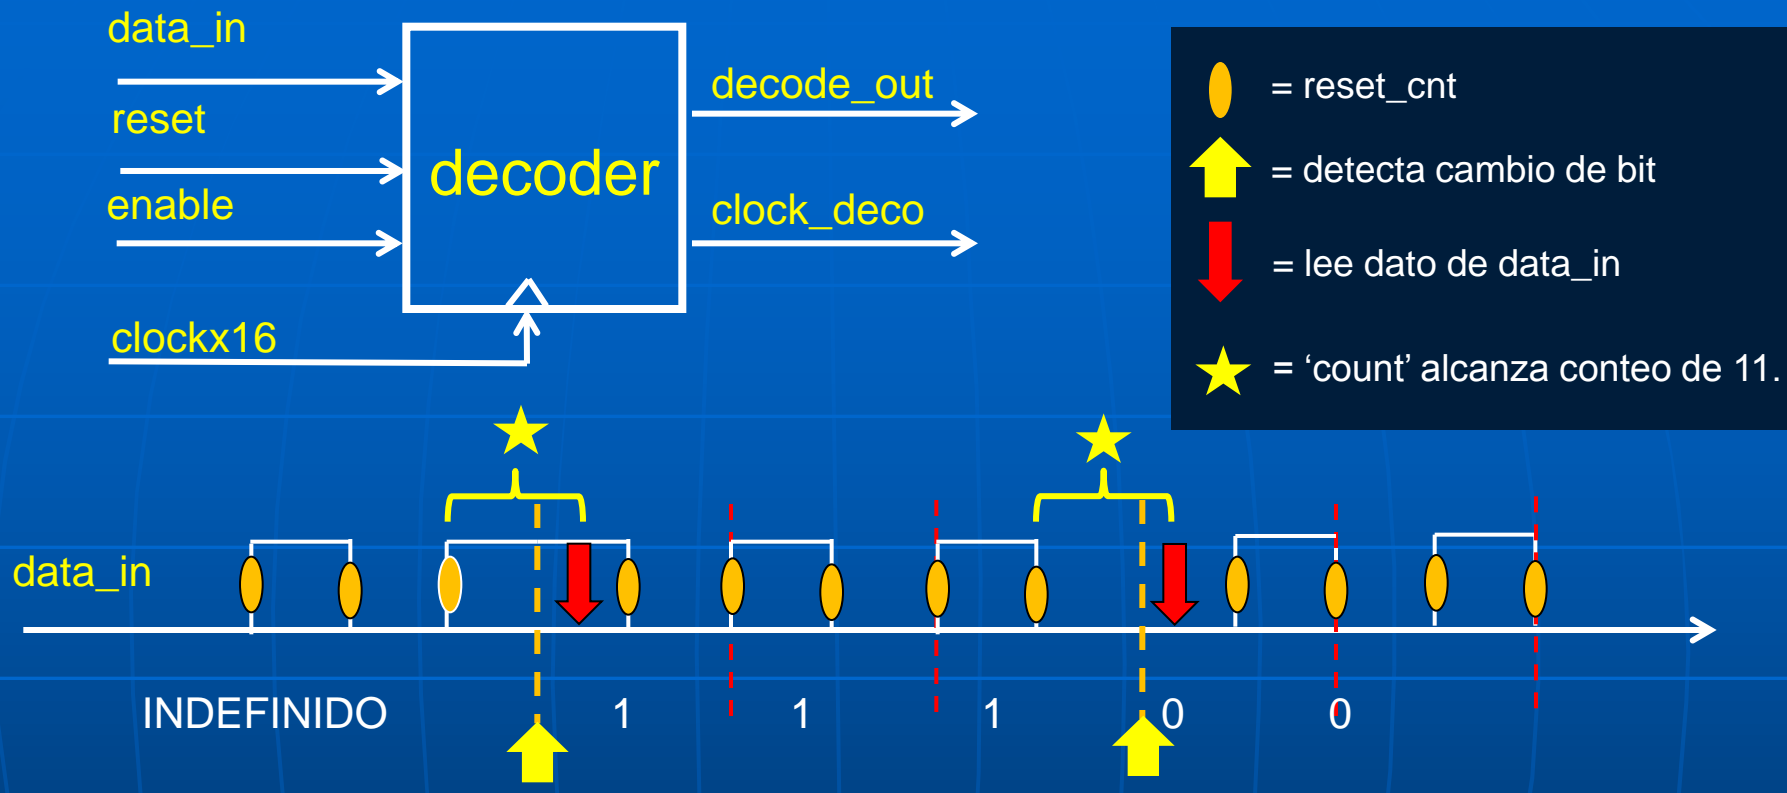 data_in
reset
enable
clockx16
decoder
decode_out
clock_deco
= reset_cnt
= detecta cambio de bit
= lee dato de data_in
= ‘count’ alcanza conteo de 11.
data_in
INDEFINIDO 1 1 1 0 0